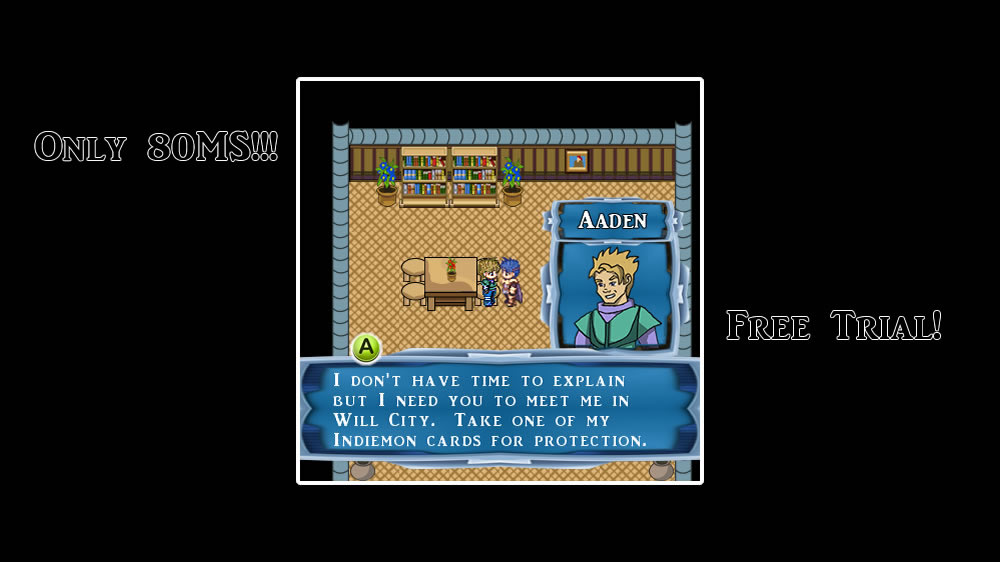 Only 80MS!!!
Aaden
Free Trial!
A
I don't have time to explain
but I need you to meet me in
Will City. Take one of my
Indiemon cards for protection.